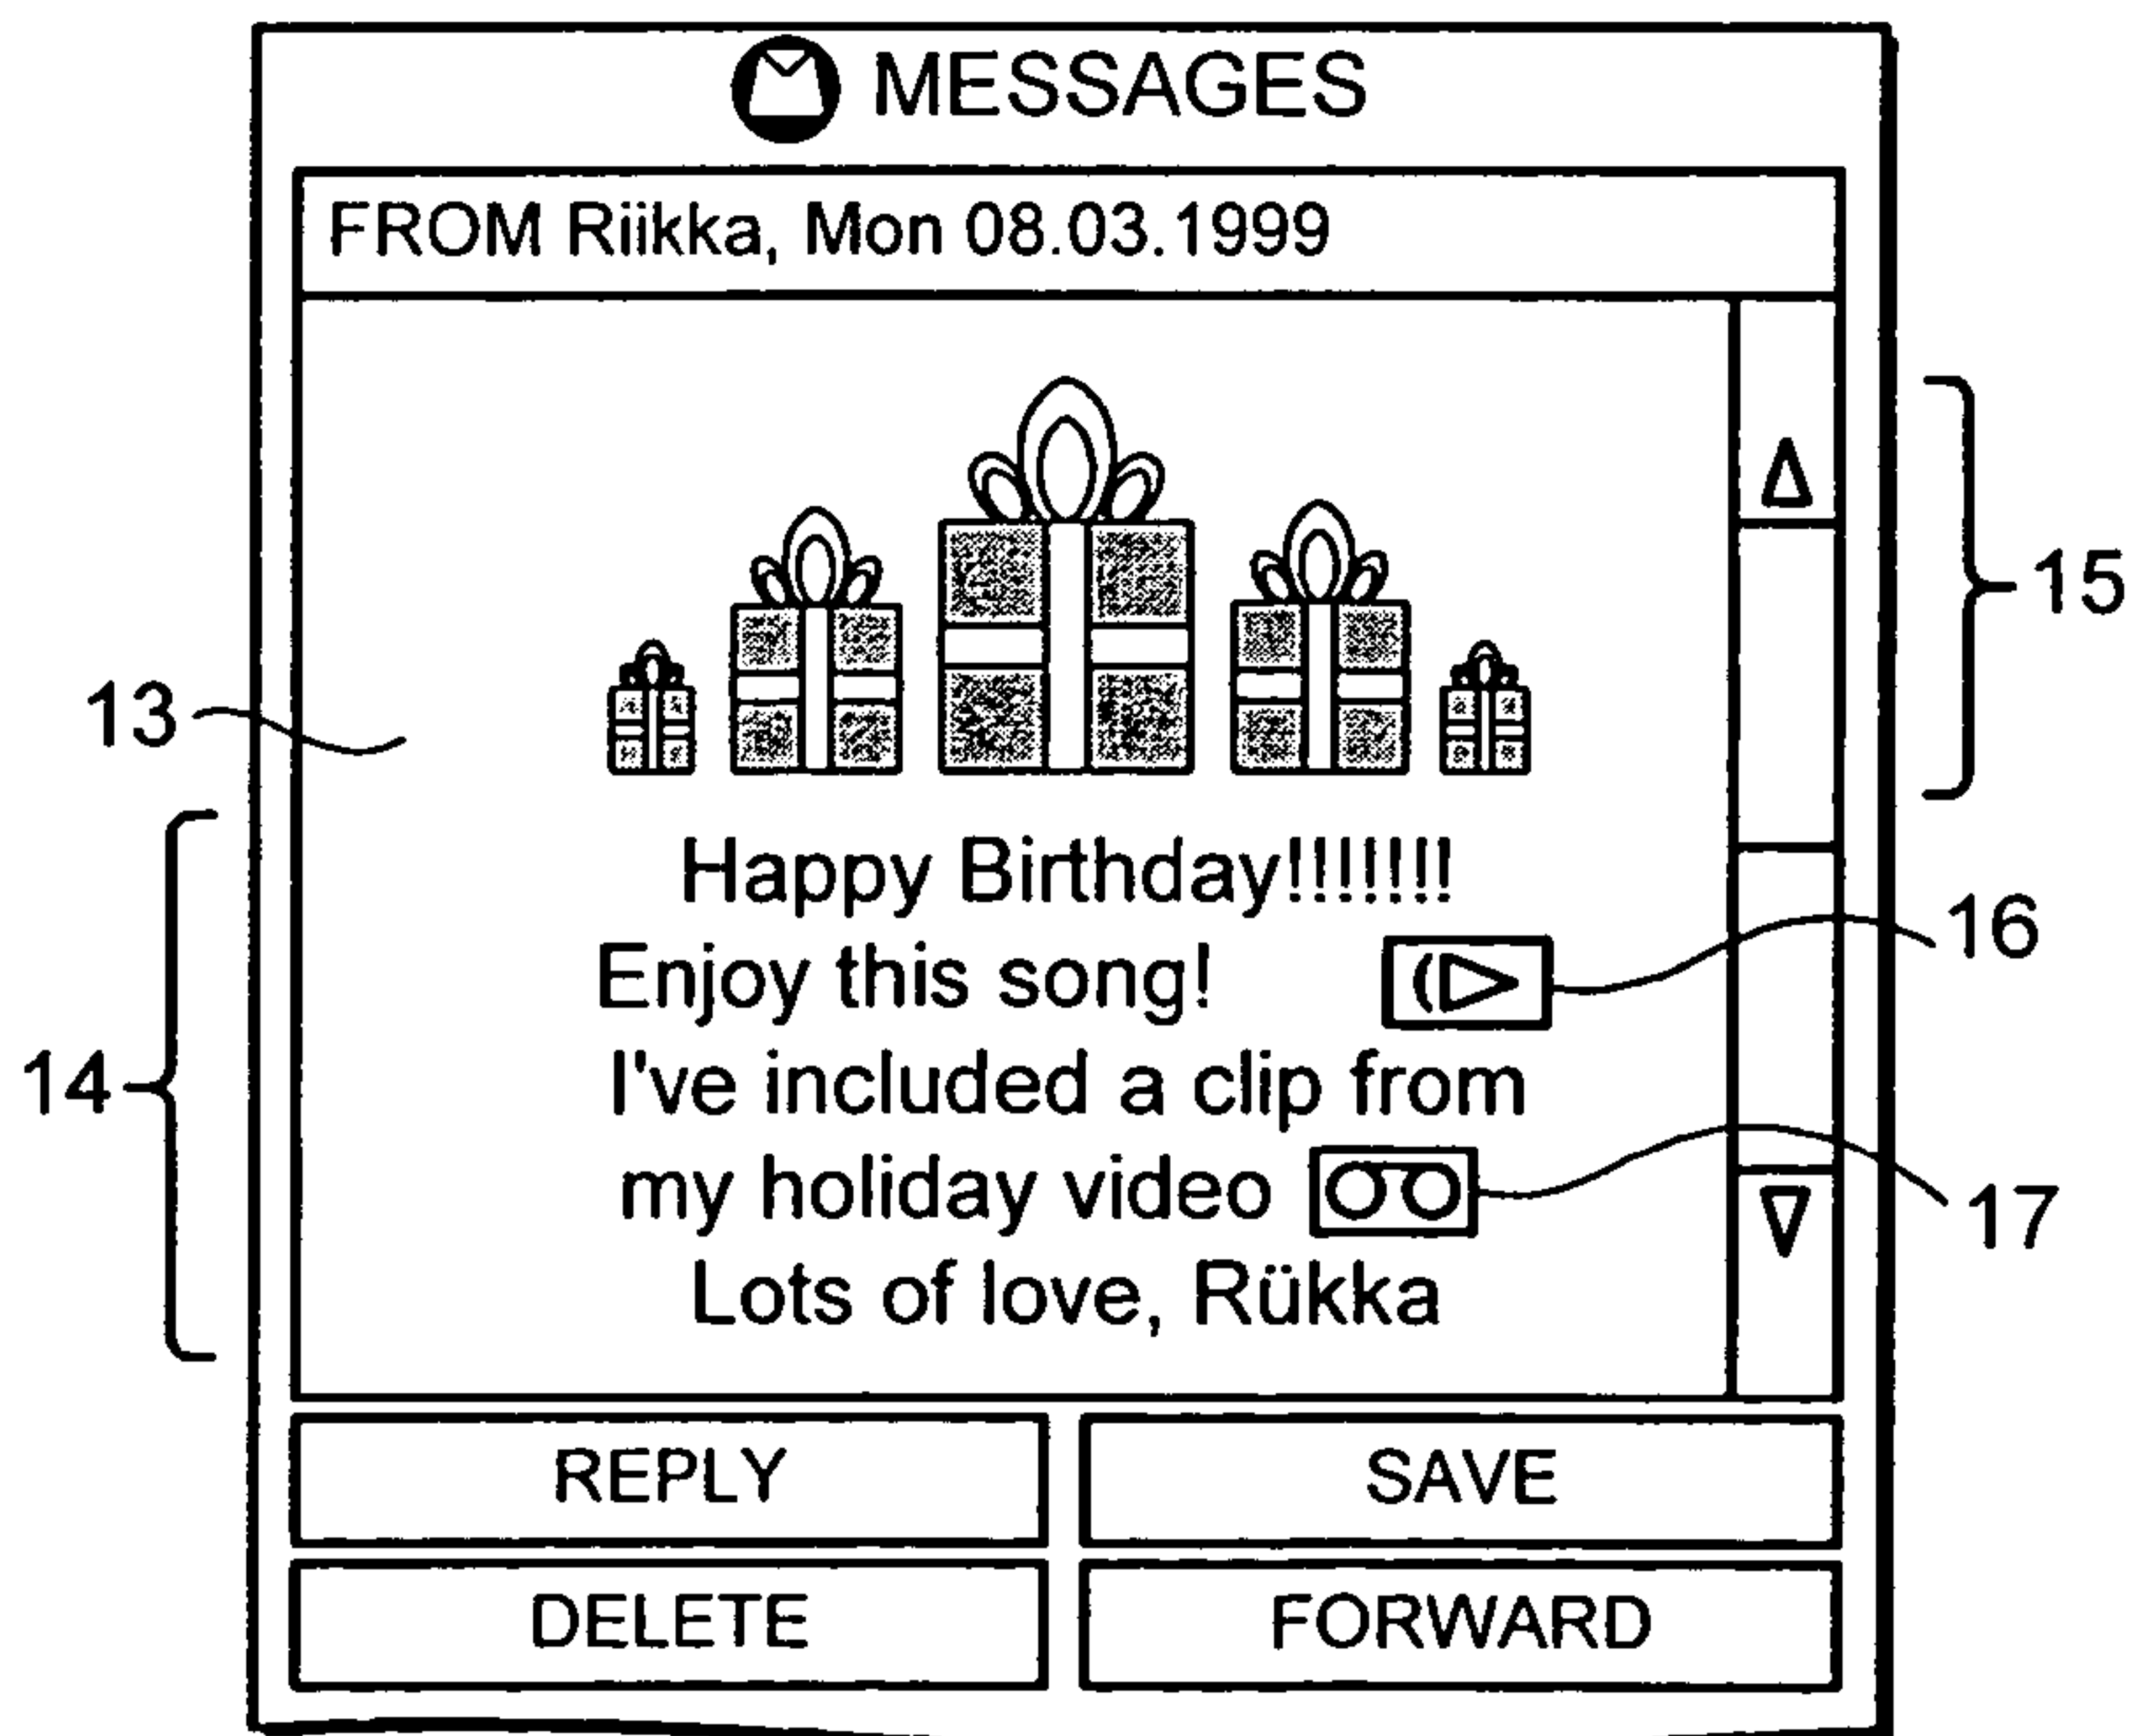 MESSAGES
FROM Riikka, Mon 08.03.1999
15
13
Happy Birthday!!!!!!!
Enjoy this song!
16
14
I've included a clip from
my holiday video
17
Lots of love, Rükka
REPLY
SAVE
DELETE
FORWARD